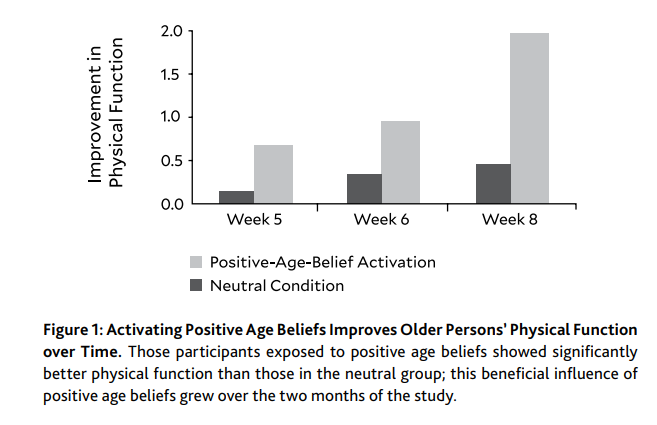 Improvement in
Physical Function
2.0
1.5
1.0
0.5
0.0
Week 5
Week 6
Week 8
Positive-Age-Belief Activation
Neutral Condition
Figure 1: Activating Positive Age Beliefs Improves Older Persons' Physical Function
over Time. Those participants exposed to positive age beliefs showed significantly
better physical function than those in the neutral group; this beneficial influence of
positive age beliefs grew over the two months of the study.